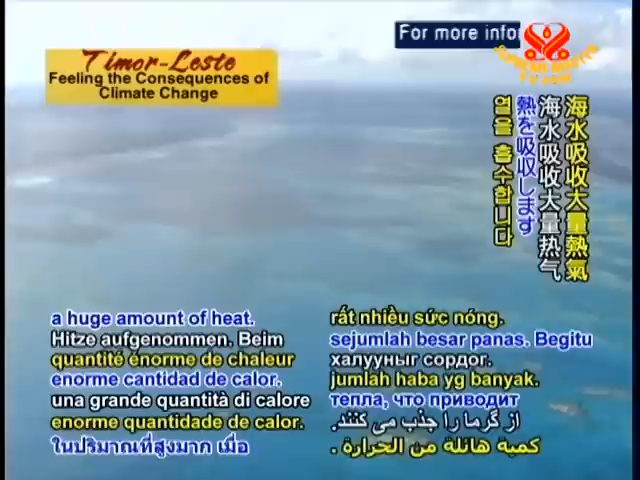 Timor-Leste
Feeling the Consequences of
Climate Change
For more info
SUPREME MASTER
TV.com
海水吸收大量熱氣
海水吸收大量热气
熱を吸収します
열을 흡수합니다
a huge amount of heat.
Hitze aufgenommen. Beim
quantité énorme de chaleur
enorme cantidad de calor.
una grande quantità di calore
enorme quantidade de calor.
ในปริมาณที่สูงมาก เมื่อ
rất nhiều sức nóng.
sejumlah besar panas. Begitu
халууныг сордог.
jumlah haba yg banyak.
тепла, что приводит
از گرما را جذب می کنند.
كمية هائلة من الحرارة .